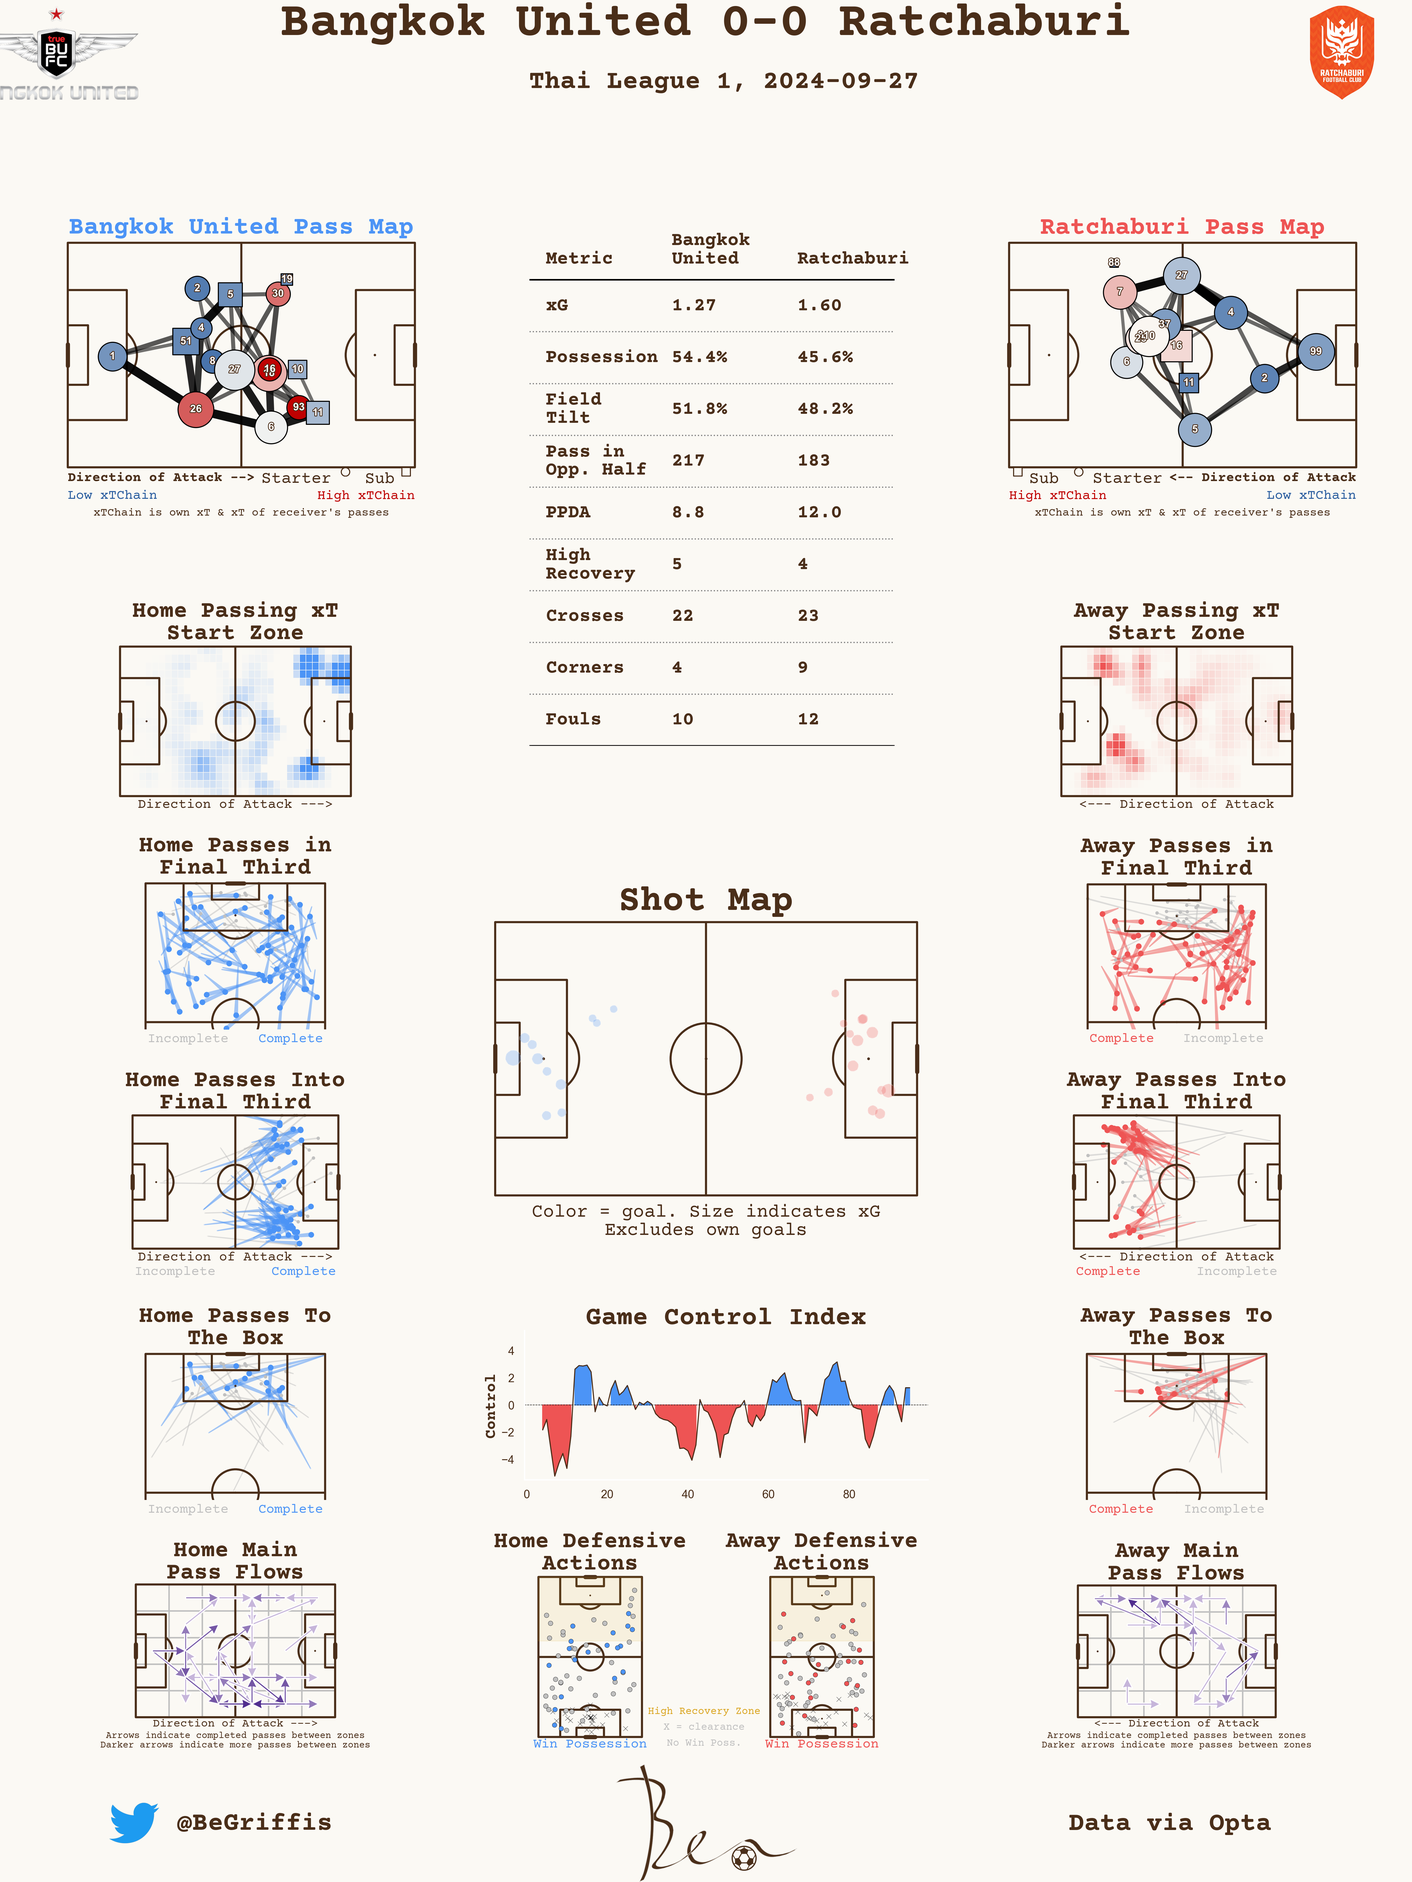 Bangkok United 0-0 Ratchaburi
Thai League 1, 2024-09-27
true
BU
FC
NGKOK UNITED
RATCHABURI
FOOTBALL CLUB
Bangkok United Pass Map
2
5
19
30
4
51
1
8
27
16
10
26
93
11
6
Direction of Attack --> Starter Sub
Low xTChain High xTChain
xTChain is own xT & xT of receiver's passes
Metric Bangkok United Ratchaburi
xG 1.27 1.60
Possession 54.4% 45.6%
Field Tilt 51.8% 48.2%
Pass in Opp. Half 217 183
PPDA 8.8 12.0
High Recovery 5 4
Crosses 22 23
Corners 4 9
Fouls 10 12
Ratchaburi Pass Map
88
27
7
4
37
10
16
99
6
11
2
5
Sub Starter <-- Direction of Attack
High xTChain Low xTChain
xTChain is own xT & xT of receiver's passes
Home Passing xT
Start Zone
Direction of Attack --->
Away Passing xT
Start Zone
<--- Direction of Attack
Home Passes in
Final Third
Incomplete Complete
Away Passes in
Final Third
Complete Incomplete
Shot Map
Color = goal. Size indicates xG
Excludes own goals
Home Passes Into
Final Third
Direction of Attack --->
Incomplete Complete
Away Passes Into
Final Third
<--- Direction of Attack
Complete Incomplete
Home Passes To
The Box
Incomplete Complete
Game Control Index
Control
4
2
0
−2
−4
0 20 40 60 80
Away Passes To
The Box
Complete Incomplete
Home Main
Pass Flows
Direction of Attack --->
Arrows indicate completed passes between zones
Darker arrows indicate more passes between zones
Home Defensive
Actions
Win Possession
High Recovery Zone
X = clearance
No Win Poss.
Away Defensive
Actions
Win Possession
Away Main
Pass Flows
<--- Direction of Attack
Arrows indicate completed passes between zones
Darker arrows indicate more passes between zones
@BeGriffis
Ben
Data via Opta